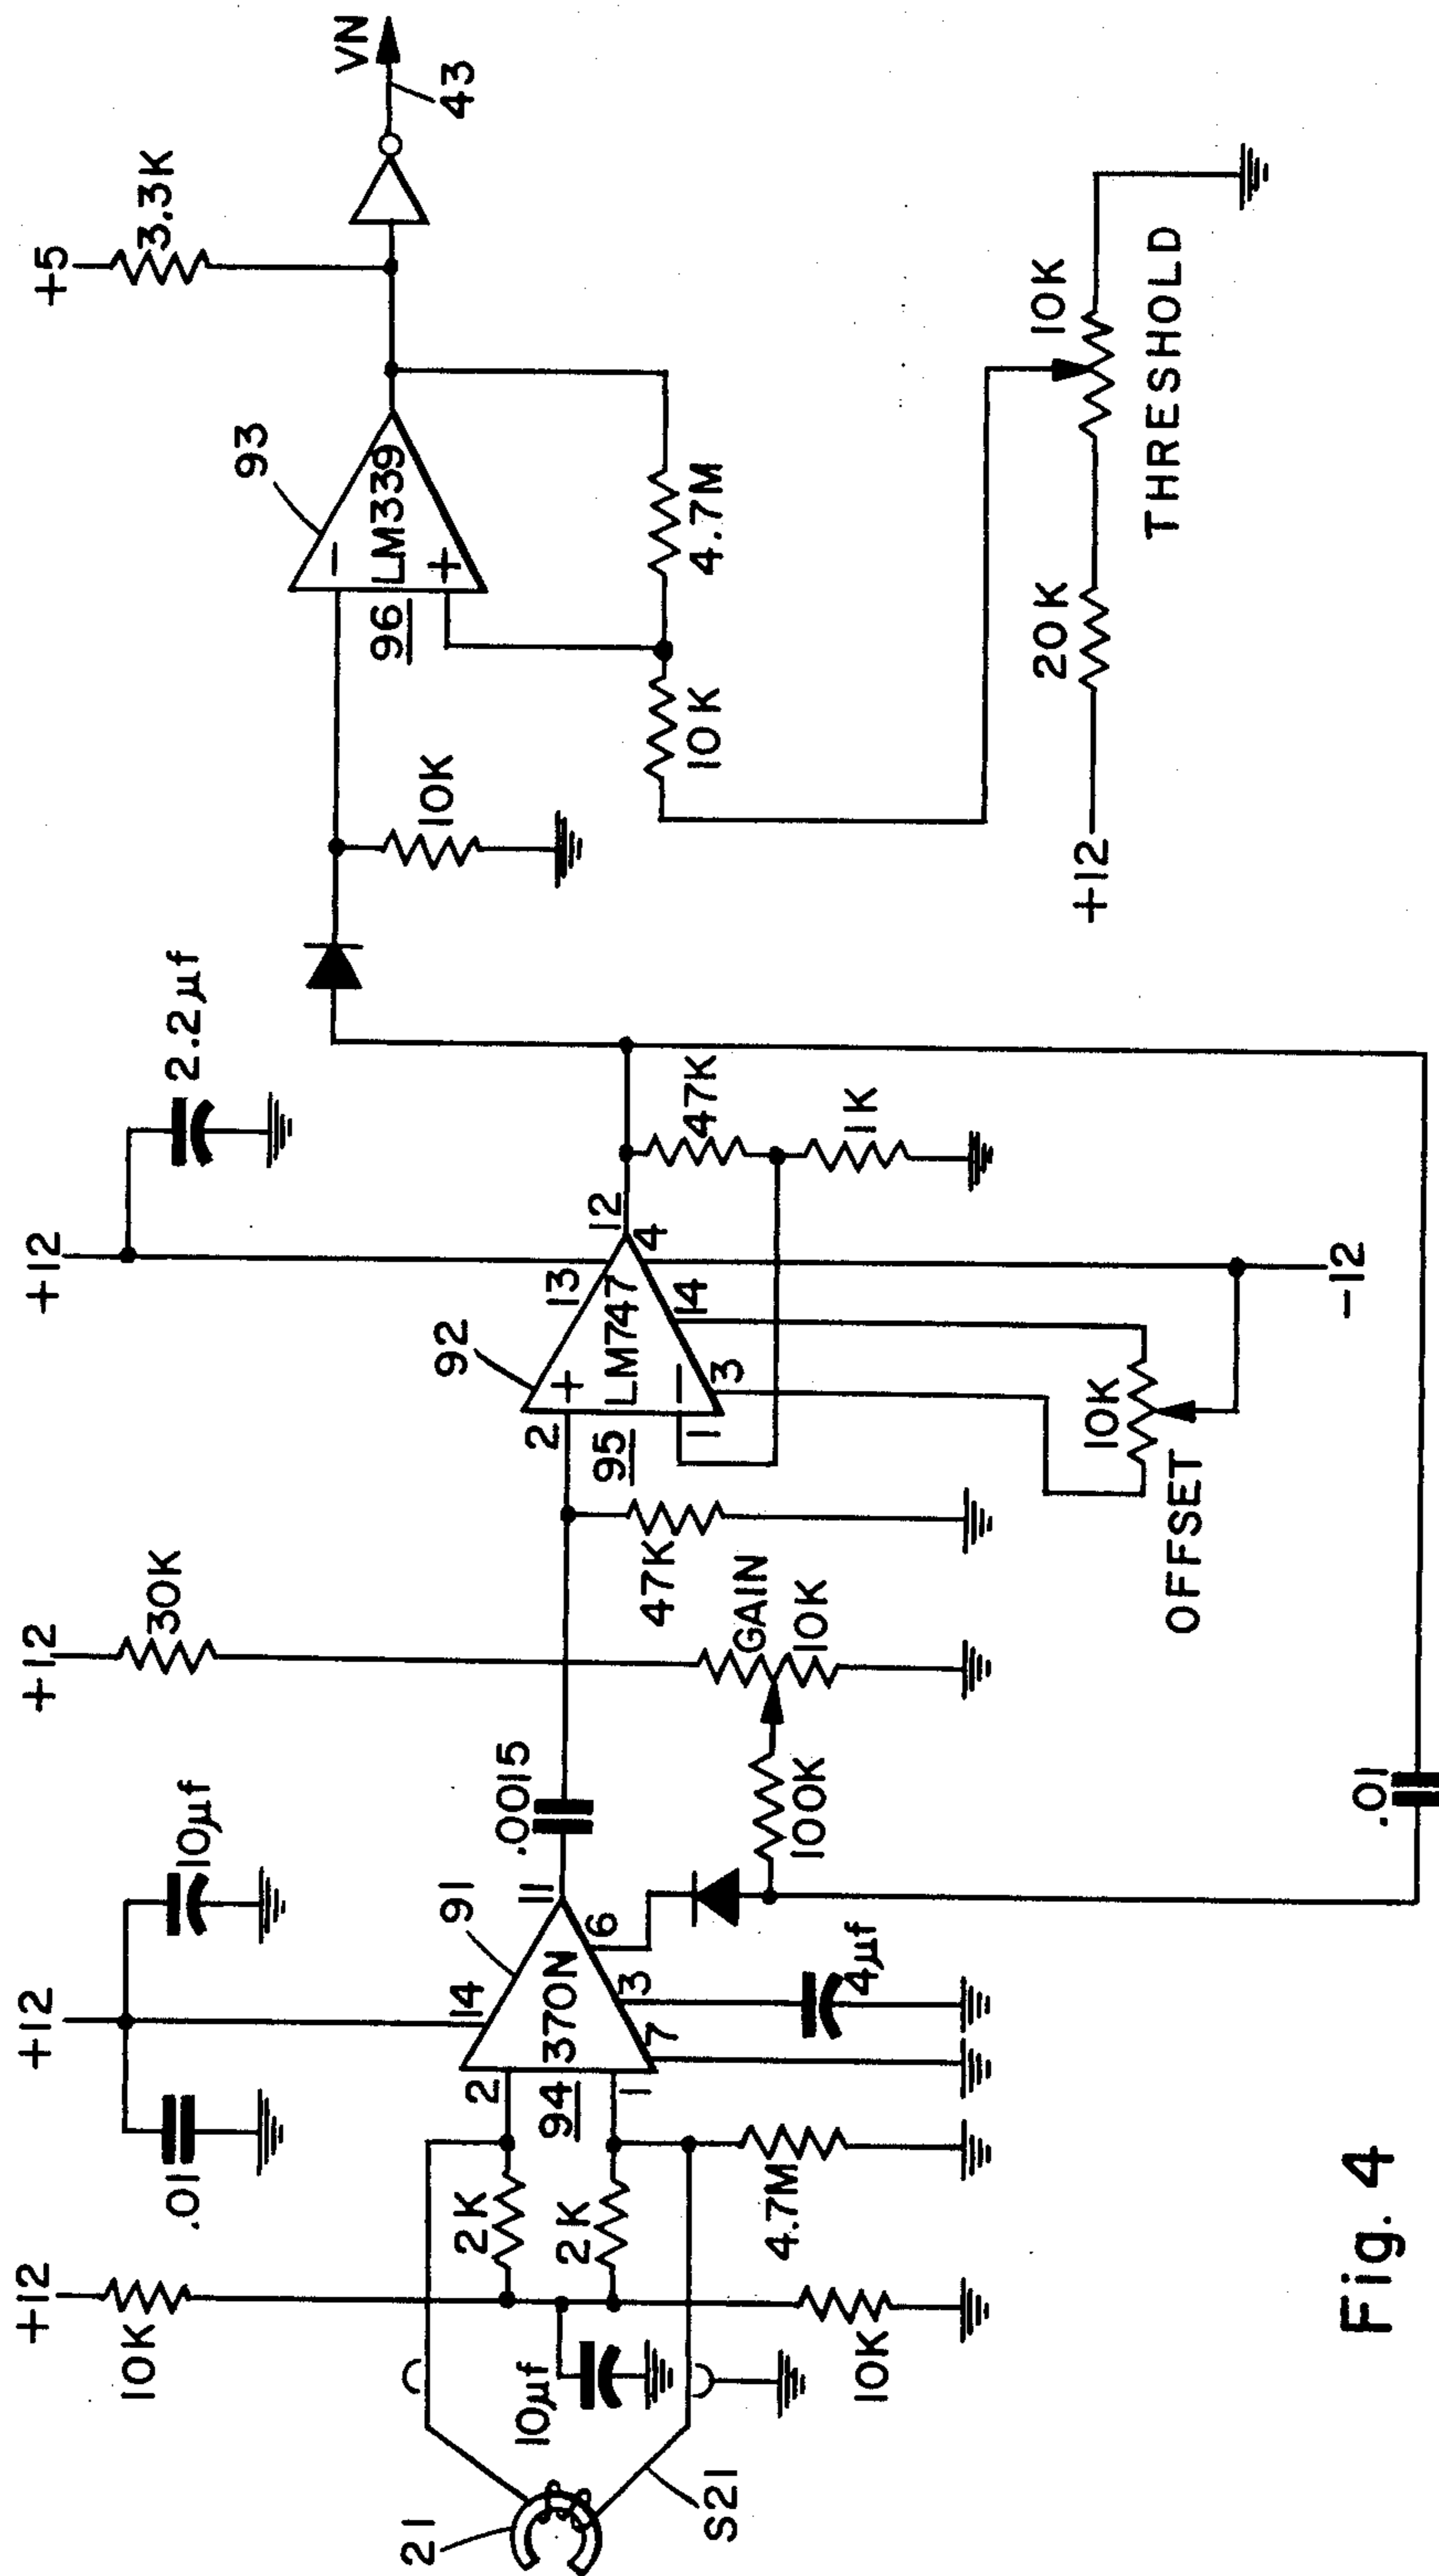 +12
+12
+12
+12
+5
10K
.01
10µf
30K
2.2µf
3.3K
VN
43
21
S21
10µf
2K
2K
10K
4.7M
2
94
1
370N
14
91
11
6
3
7
4µf
.0015
100K
GAIN
10K
47K
2
95
1
LM747
+
−
92
13
12
4
14
3
10K
OFFSET
-12
47K
1K
.01
10K
96
LM339
−
+
93
10K
4.7M
+12
20K
10K
THRESHOLD
Fig. 4